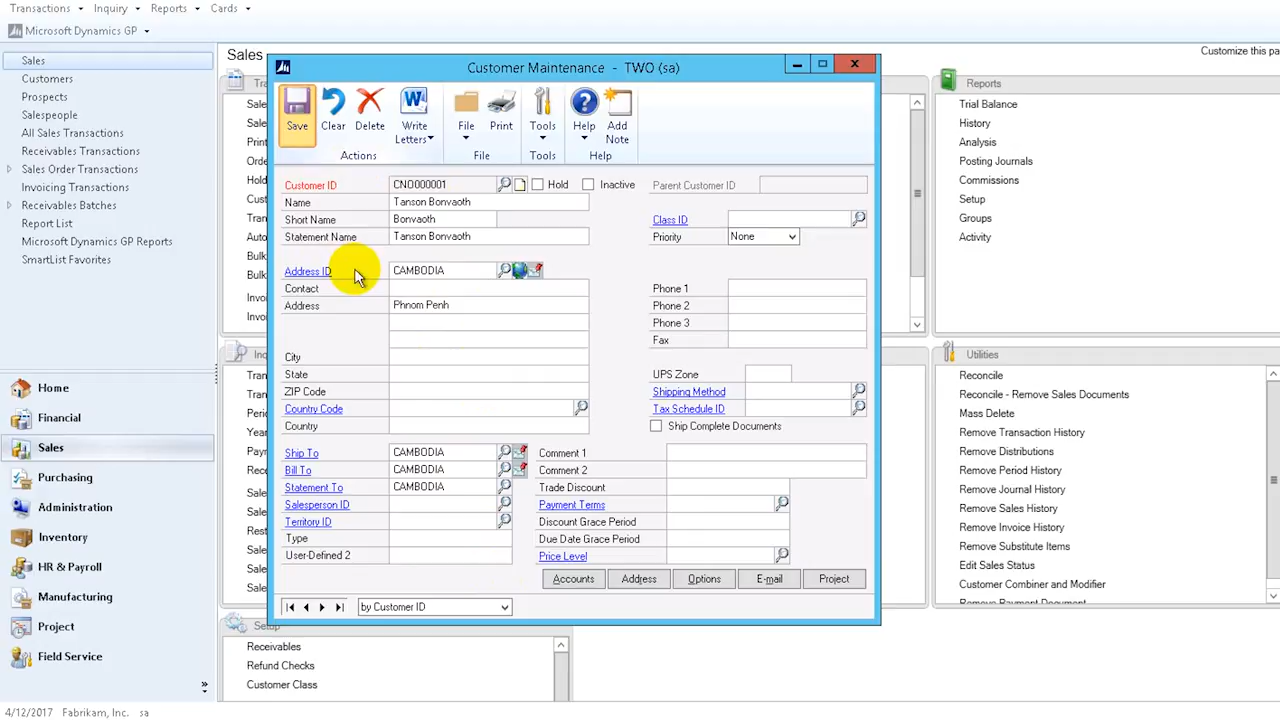 Transactions Inquiry Reports Cards
Microsoft Dynamics GP
Sales
Customers
Prospects
Salespeople
All Sales Transactions
Receivables Transactions
Sales Order Transactions
Invoicing Transactions
Receivables Batches
Report List
Microsoft Dynamics GP Reports
SmartList Favorites
Home
Financial
Sales
Purchasing
Administration
Inventory
HR & Payroll
Manufacturing
Project
Field Service
4/12/2017 Fabrikam, Inc. sa
Sales
Customize this pa
Customer Maintenance - TWO (sa)
Save Clear Delete Write Letters File Print Tools Help Add Note
Actions File Tools Help
Customer ID CNO000001 Hold Inactive Parent Customer ID
Name Tanson Bonvaoth
Short Name Bonvaoth Class ID
Statement Name Tanson Bonvaoth Priority None
Address ID CAMBODIA
Contact Phone 1
Address Phnom Penh Phone 2
Phone 3
Fax
City
State UPS Zone
ZIP Code Shipping Method
Country Code Tax Schedule ID
Country Ship Complete Documents
Ship To CAMBODIA Comment 1
Bill To CAMBODIA Comment 2
Statement To CAMBODIA Trade Discount
Salesperson ID Payment Terms
Territory ID Discount Grace Period
Type Due Date Grace Period
User-Defined 2 Price Level
Accounts Address Options E-mail Project
by Customer ID
Setup
Receivables
Refund Checks
Customer Class
Reports
Trial Balance
History
Analysis
Posting Journals
Commissions
Setup
Groups
Activity
Utilities
Reconcile
Reconcile - Remove Sales Documents
Mass Delete
Remove Transaction History
Remove Distributions
Remove Period History
Remove Journal History
Remove Sales History
Remove Invoice History
Remove Substitute Items
Edit Sales Status
Customer Combiner and Modifier
Remove Payment Document